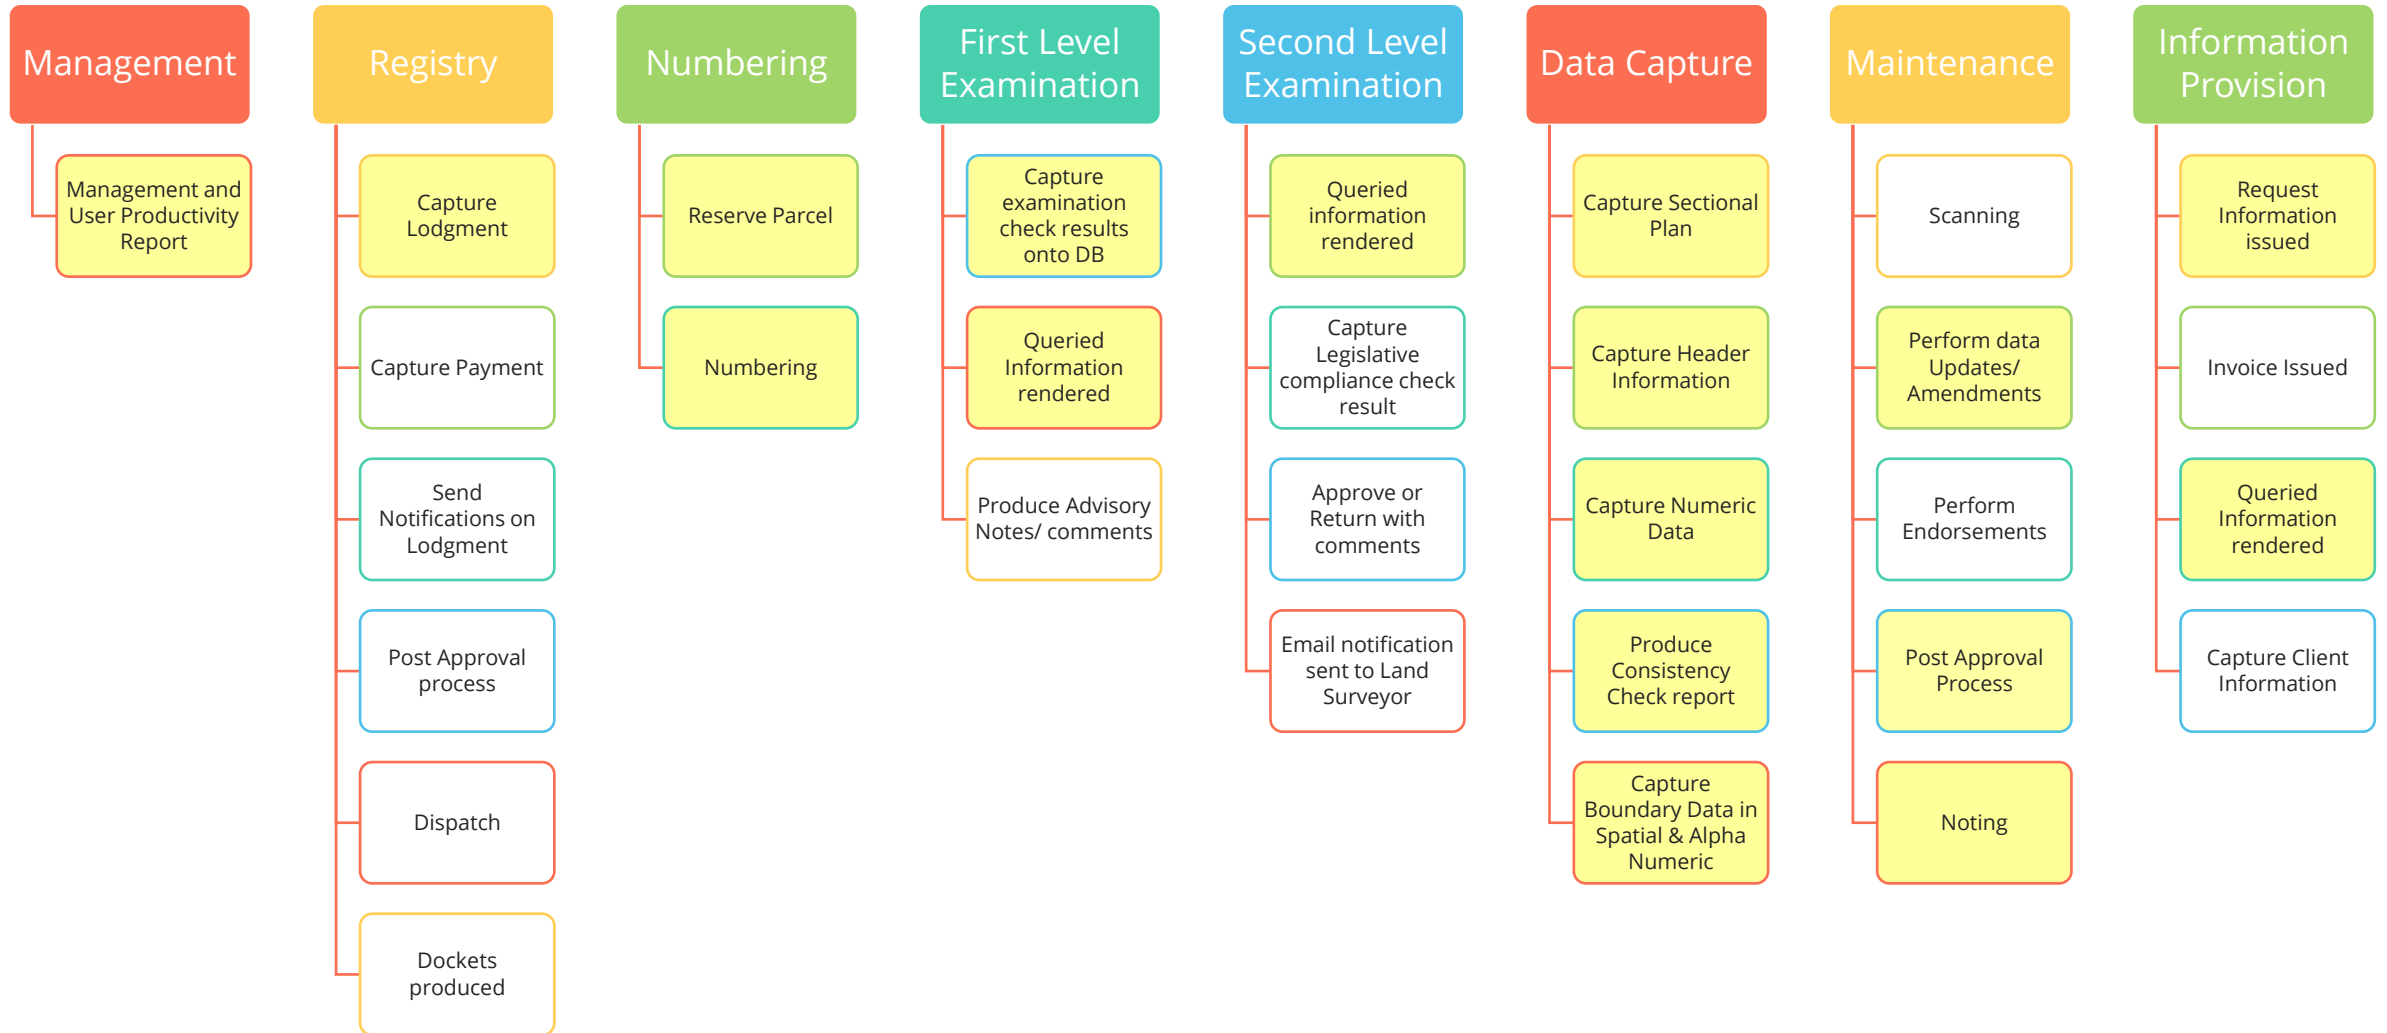 Management
Management and
User Productivity
Report
Registry
Capture
Lodgment
Capture Payment
Send
Notifications on
Lodgment
Post Approval
process
Dispatch
Dockets
produced
Numbering
Reserve Parcel
Numbering
First Level
Examination
Capture
examination
check results
onto DB
Queried
Information
rendered
Produce Advisory
Notes/ comments
Second Level
Examination
Queried
information
rendered
Capture
Legislative
compliance check
result
Approve or
Return with
comments
Email notification
sent to Land
Surveyor
Data Capture
Capture Sectional
Plan
Capture Header
Information
Capture Numeric
Data
Produce
Consistency
Check report
Capture
Boundary Data in
Spatial & Alpha
Numeric
Maintenance
Scanning
Perform data
Updates/
Amendments
Perform
Endorsements
Post Approval
Process
Noting
Information
Provision
Request
Information
issued
Invoice Issued
Queried
Information
rendered
Capture Client
Information